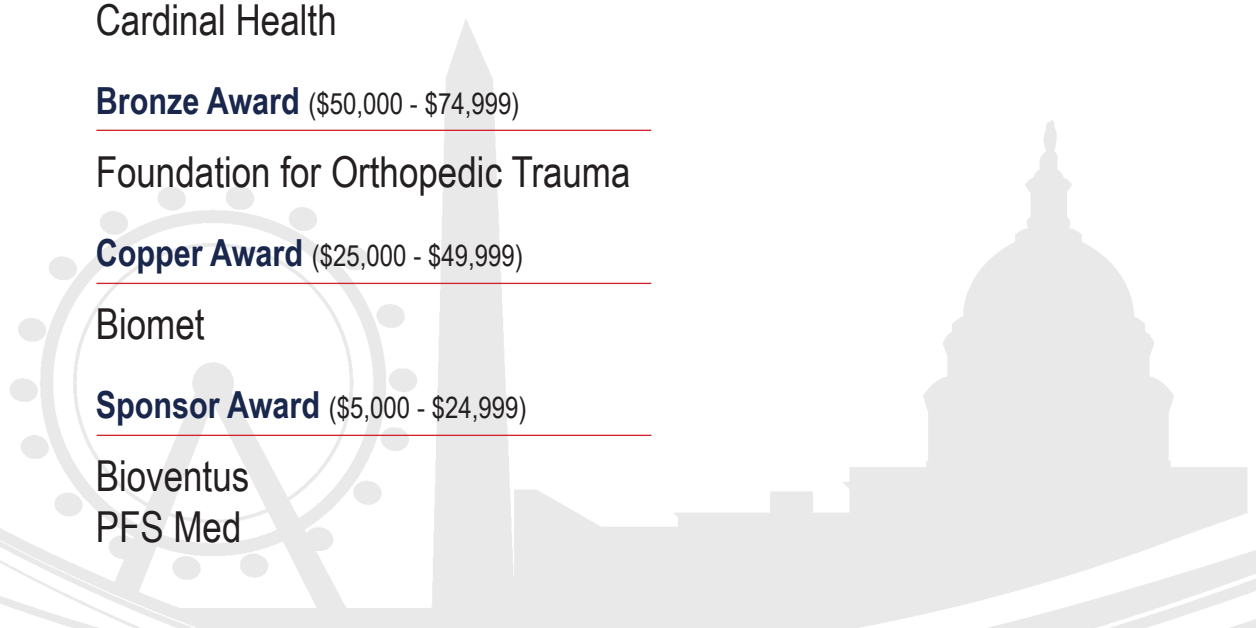 Cardinal Health
Bronze Award ($50,000 - $74,999)
Foundation for Orthopedic Trauma
Copper Award ($25,000 - $49,999)
Biomet
Sponsor Award ($5,000 - $24,999)
Bioventus
PFS Med